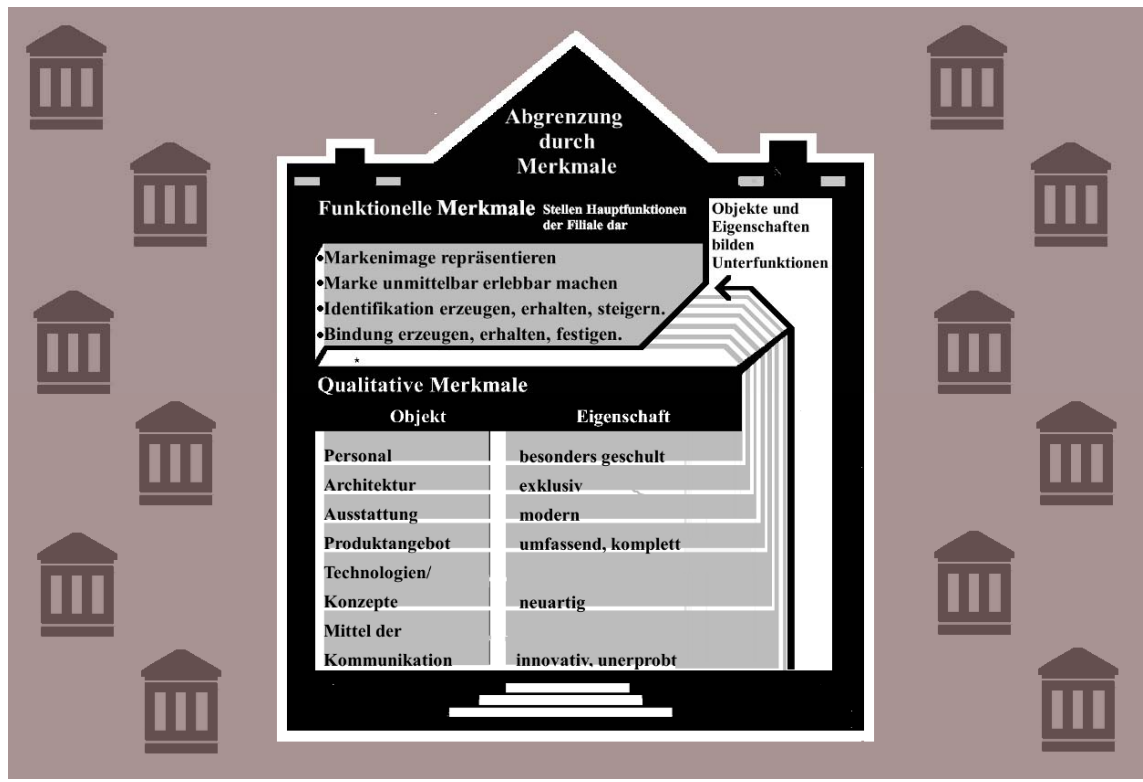 Abgrenzung
durch
Merkmale
Funktionelle Merkmale Stellen Hauptfunktionen
der Filiale dar
Objekte und
Eigenschaften
bilden
Unterfunktionen
•Markenimage repräsentieren
•Marke unmittelbar erlebbar machen
•Identifikation erzeugen, erhalten, steigern.
•Bindung erzeugen, erhalten, festigen.
*
Qualitative Merkmale
Objekt Eigenschaft
Personal besonders geschult
Architektur exklusiv
Ausstattung modern
Produktangebot umfassend, komplett
Technologien/
Konzepte neuartig
Mittel der
Kommunikation innovativ, unerprobt